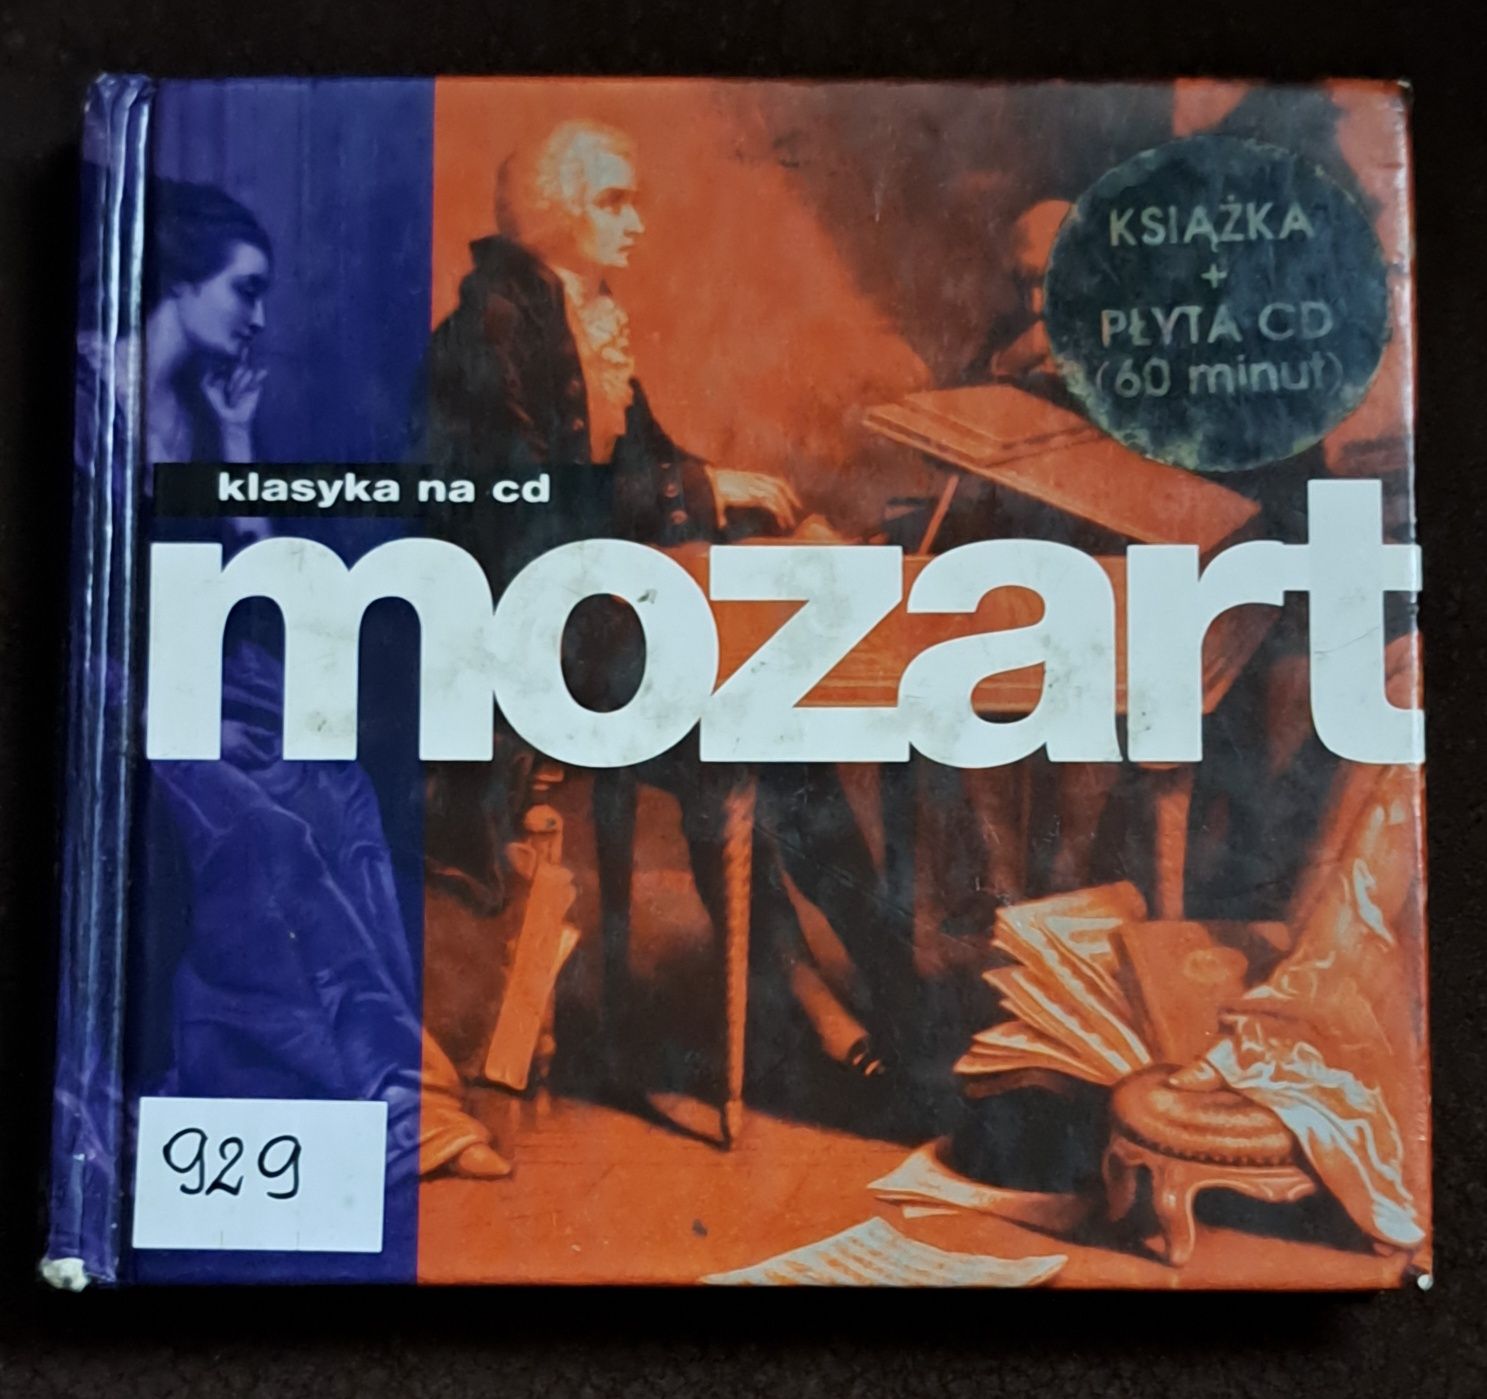 KSIĄŻKA
+
PŁYTA CD
(60 minut)
klasyka na cd
mozart
929